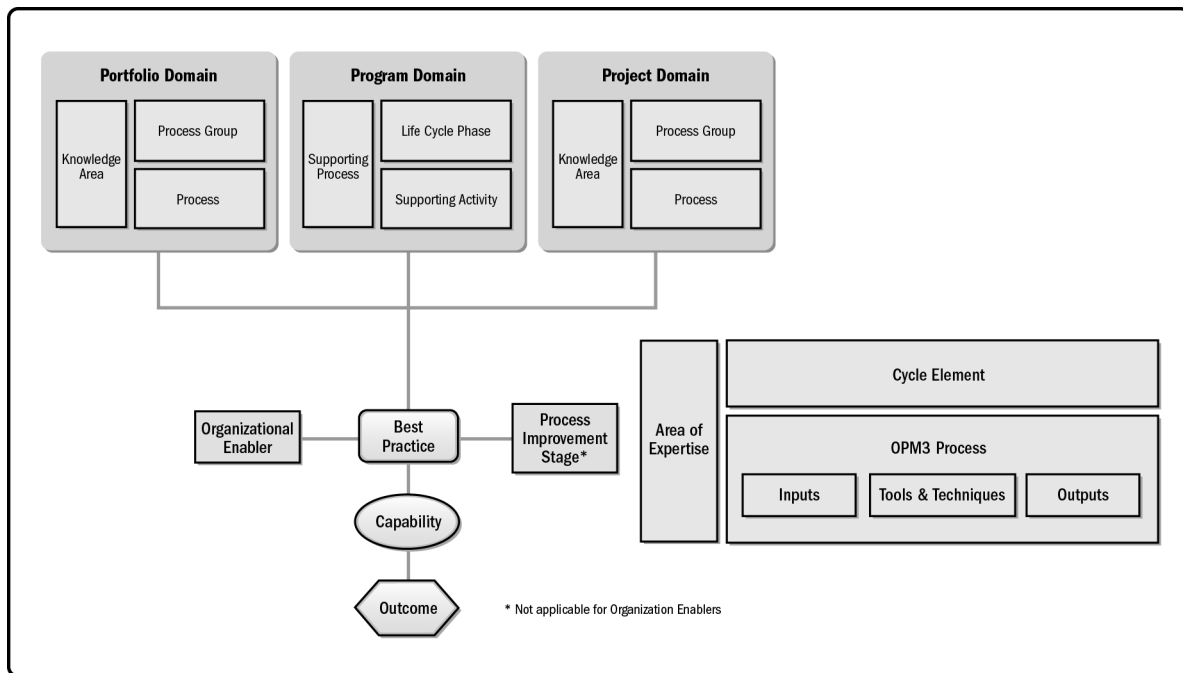 Portfolio Domain
Knowledge
Area
Process Group
Process
Program Domain
Supporting
Process
Life Cycle Phase
Supporting Activity
Project Domain
Knowledge
Area
Process Group
Process
Organizational
Enabler
Best
Practice
Process
Improvement
Stage*
Capability
Outcome
* Not applicable for Organization Enablers
Area of
Expertise
Cycle Element
OPM3 Process
Inputs
Tools & Techniques
Outputs